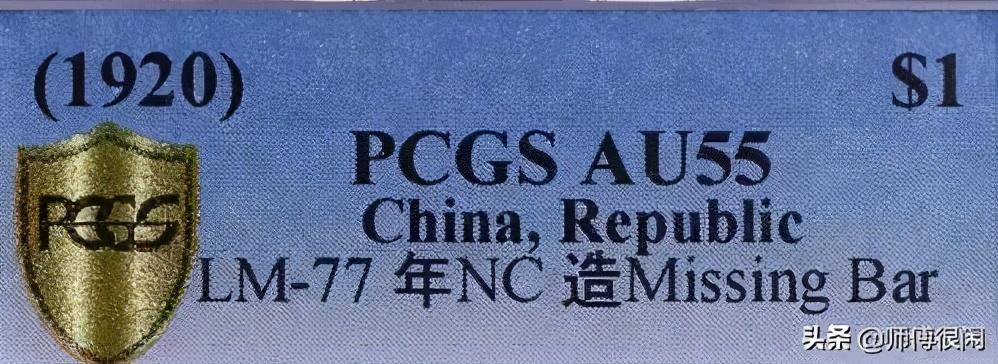 (1920) $1
PCGS AU55
China, Republic
PCGS
LM-77 年NC 造Missing Bar
头条 @师傅很闲